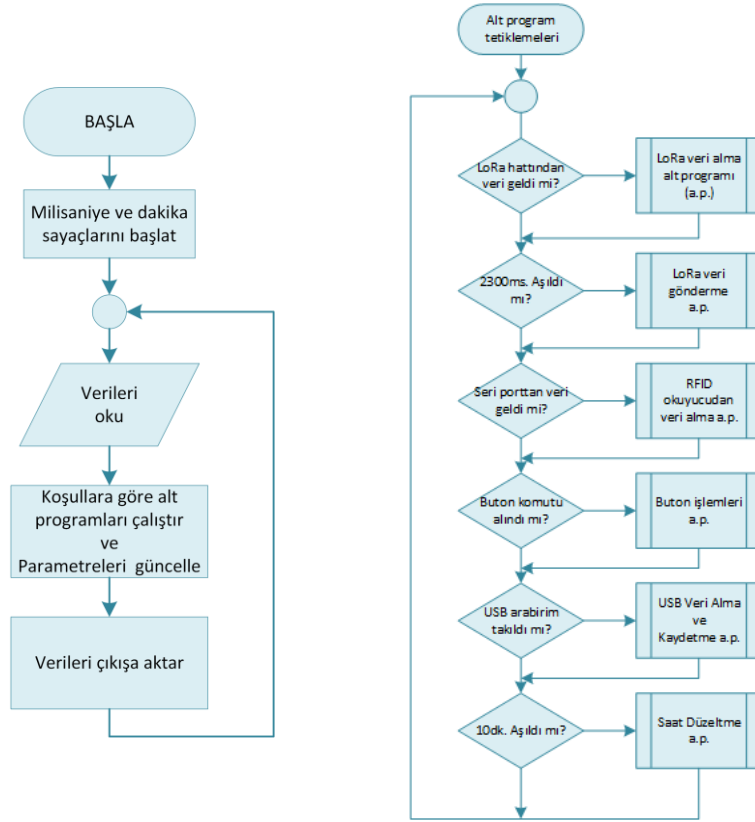 BAŞLA
Milisaniye ve dakika
sayaçlarını başlat
Verileri
oku
Koşullara göre alt
programları çalıştır
ve
Parametreleri güncelle
Verileri çıkışa aktar
Alt program
tetiklemeleri
LoRa hattından
veri geldi mi?
LoRa veri alma
alt programı
(a.p.)
2300ms. Aşıldı
mı?
LoRa veri
gönderme
a.p.
Seri porttan veri
geldi mi?
RFID
okuyucudan
veri alma a.p.
Buton komutu
alındı mı?
Buton işlemleri
a.p.
USB arabirim
takıldı mı?
USB Veri Alma
ve
Kaydetme a.p.
10dk. Aşıldı mı?
Saat Düzeltme
a.p.